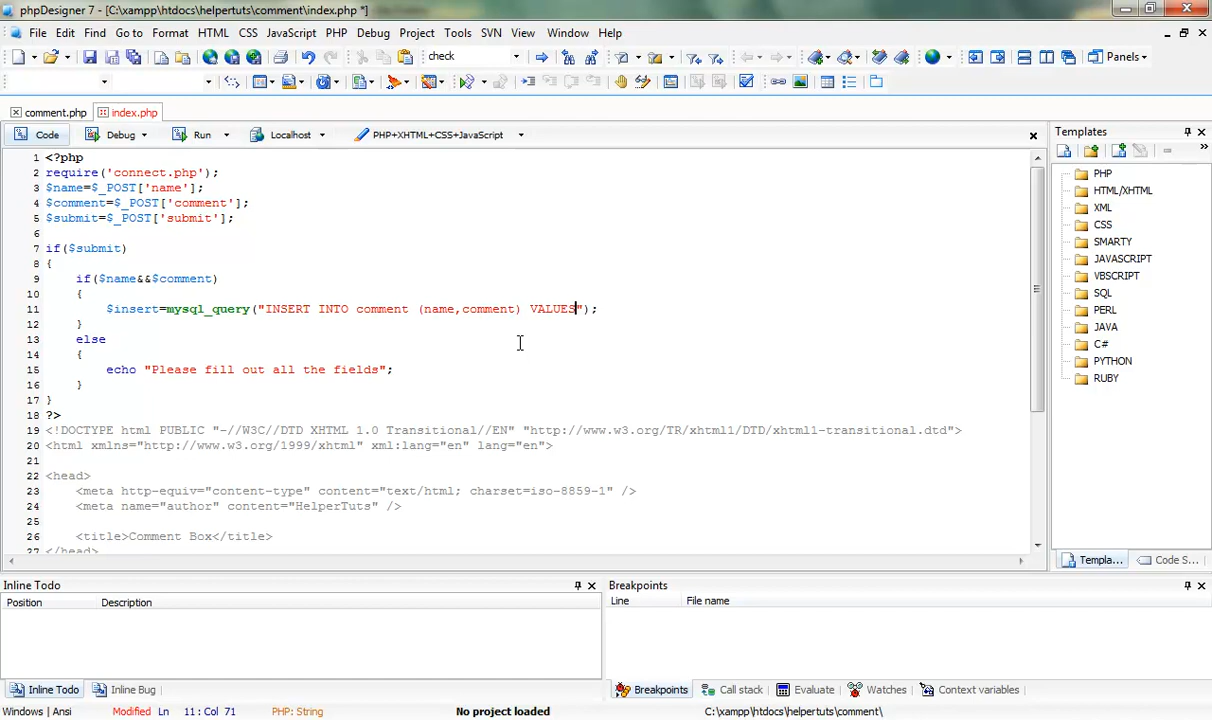 phpDesigner 7 - [C:\xampp\htdocs\helpertuts\comment\index.php *]
File Edit Find Go to Format HTML CSS JavaScript PHP Debug Project Tools SVN View Window Help
check
Panels
comment.php index.php
Code Debug Run Localhost PHP+XHTML+CSS+JavaScript
1 <?php
2 require('connect.php');
3 $name=$_POST['name'];
4 $comment=$_POST['comment'];
5 $submit=$_POST['submit'];
6
7 if($submit)
8 {
9 if($name&&$comment)
10 {
11 $insert=mysql_query("INSERT INTO comment (name,comment) VALUES");
12 }
13 else
14 {
15 echo "Please fill out all the fields";
16 }
17 }
18 ?>
19 <!DOCTYPE html PUBLIC "-//W3C//DTD XHTML 1.0 Transitional//EN" "http://www.w3.org/TR/xhtml1/DTD/xhtml1-transitional.dtd">
20 <html xmlns="http://www.w3.org/1999/xhtml" xml:lang="en" lang="en">
21
22 <head>
23 <meta http-equiv="content-type" content="text/html; charset=iso-8859-1" />
24 <meta name="author" content="HelperTuts" />
25
26 <title>Comment Box</title>
27 </head>
Templates
PHP
HTML/XHTML
XML
CSS
SMARTY
JAVASCRIPT
VBSCRIPT
SQL
PERL
JAVA
C#
PYTHON
RUBY
Templa... Code S...
Inline Todo
Position Description
Breakpoints
Line File name
Inline Todo Inline Bug
Breakpoints Call stack Evaluate Watches Context variables
Windows | Ansi Modified Ln 11 : Col 71 PHP: String No project loaded C:\xampp\htdocs\helpertuts\comment\